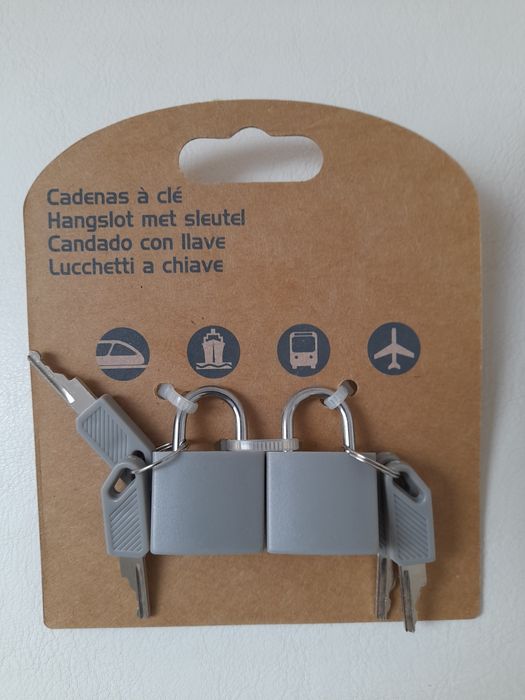 Cadenas à clé
Hangslot met sleutel
Candado con llave
Lucchetti a chiave